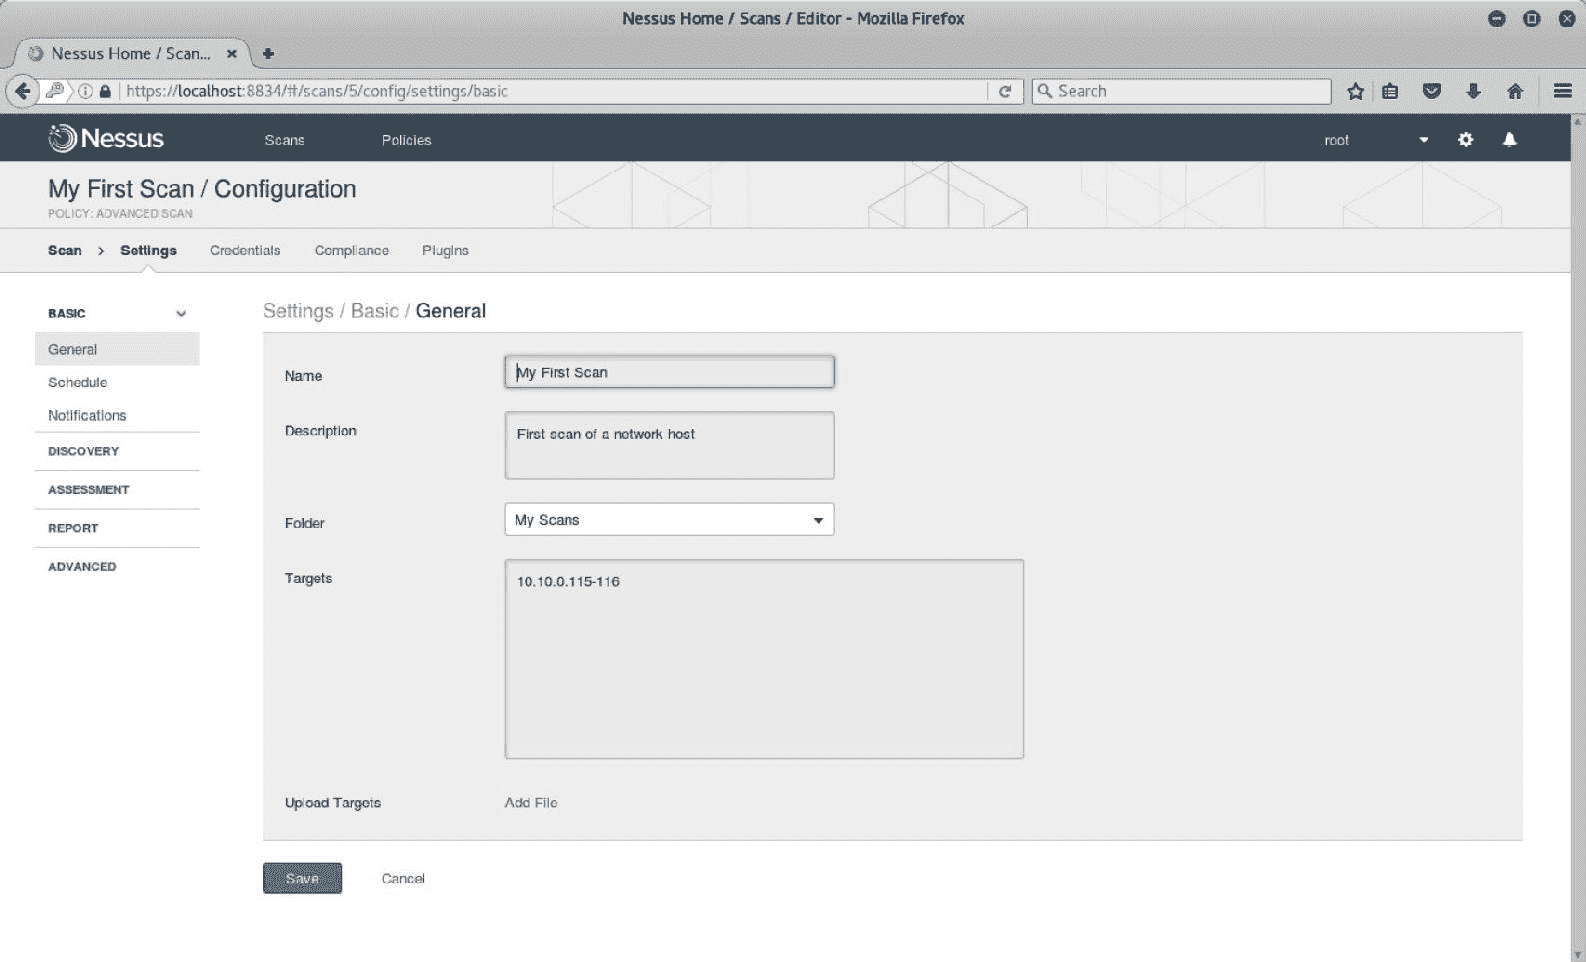 Nessus Home / Scans / Editor - Mozilla Firefox
Nessus Home / Scan...
https://localhost:8834/#/scans/5/config/settings/basic
Search
Nessus
Scans
Policies
root
My First Scan / Configuration
POLICY: ADVANCED SCAN
Scan > Settings
Credentials
Compliance
Plugins
BASIC
General
Schedule
Notifications
DISCOVERY
ASSESSMENT
REPORT
ADVANCED
Settings / Basic / General
Name
My First Scan
Description
First scan of a network host
Folder
My Scans
Targets
10.10.0.115-116
Upload Targets
Add File
Save
Cancel